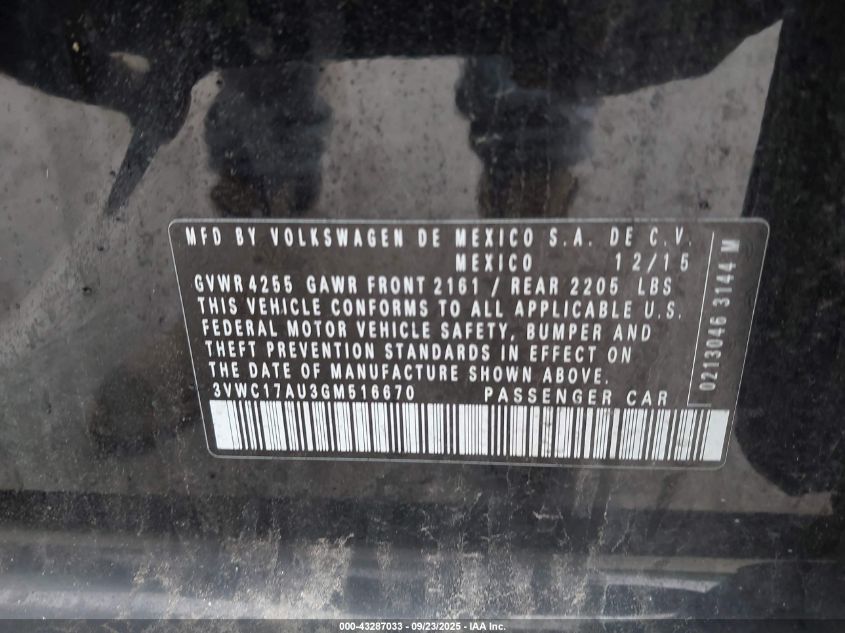 MFD BY VOLKSWAGEN DE MEXICO S.A. DE C.V.
MEXICO 12/15
GVWR 4255 GAWR FRONT 2161 / REAR 2205 LBS
THIS VEHICLE CONFORMS TO ALL APPLICABLE U.S.
FEDERAL MOTOR VEHICLE SAFETY, BUMPER AND
THEFT PREVENTION STANDARDS IN EFFECT ON
THE DATE OF MANUFACTURE SHOWN ABOVE.
3VWC17AU3GM516670 PASSENGER CAR
0213046 3144 M
000-43287033 - 09/23/2025 - IAA Inc.